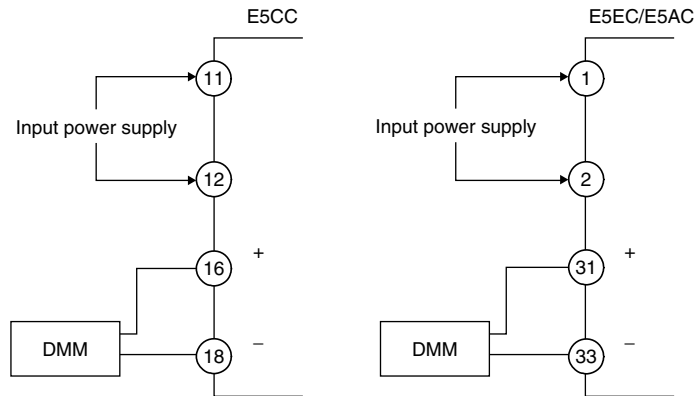 E5CC
11
Input power supply
12
16
+
DMM
18
−
E5EC/E5AC
1
Input power supply
2
31
+
DMM
33
−